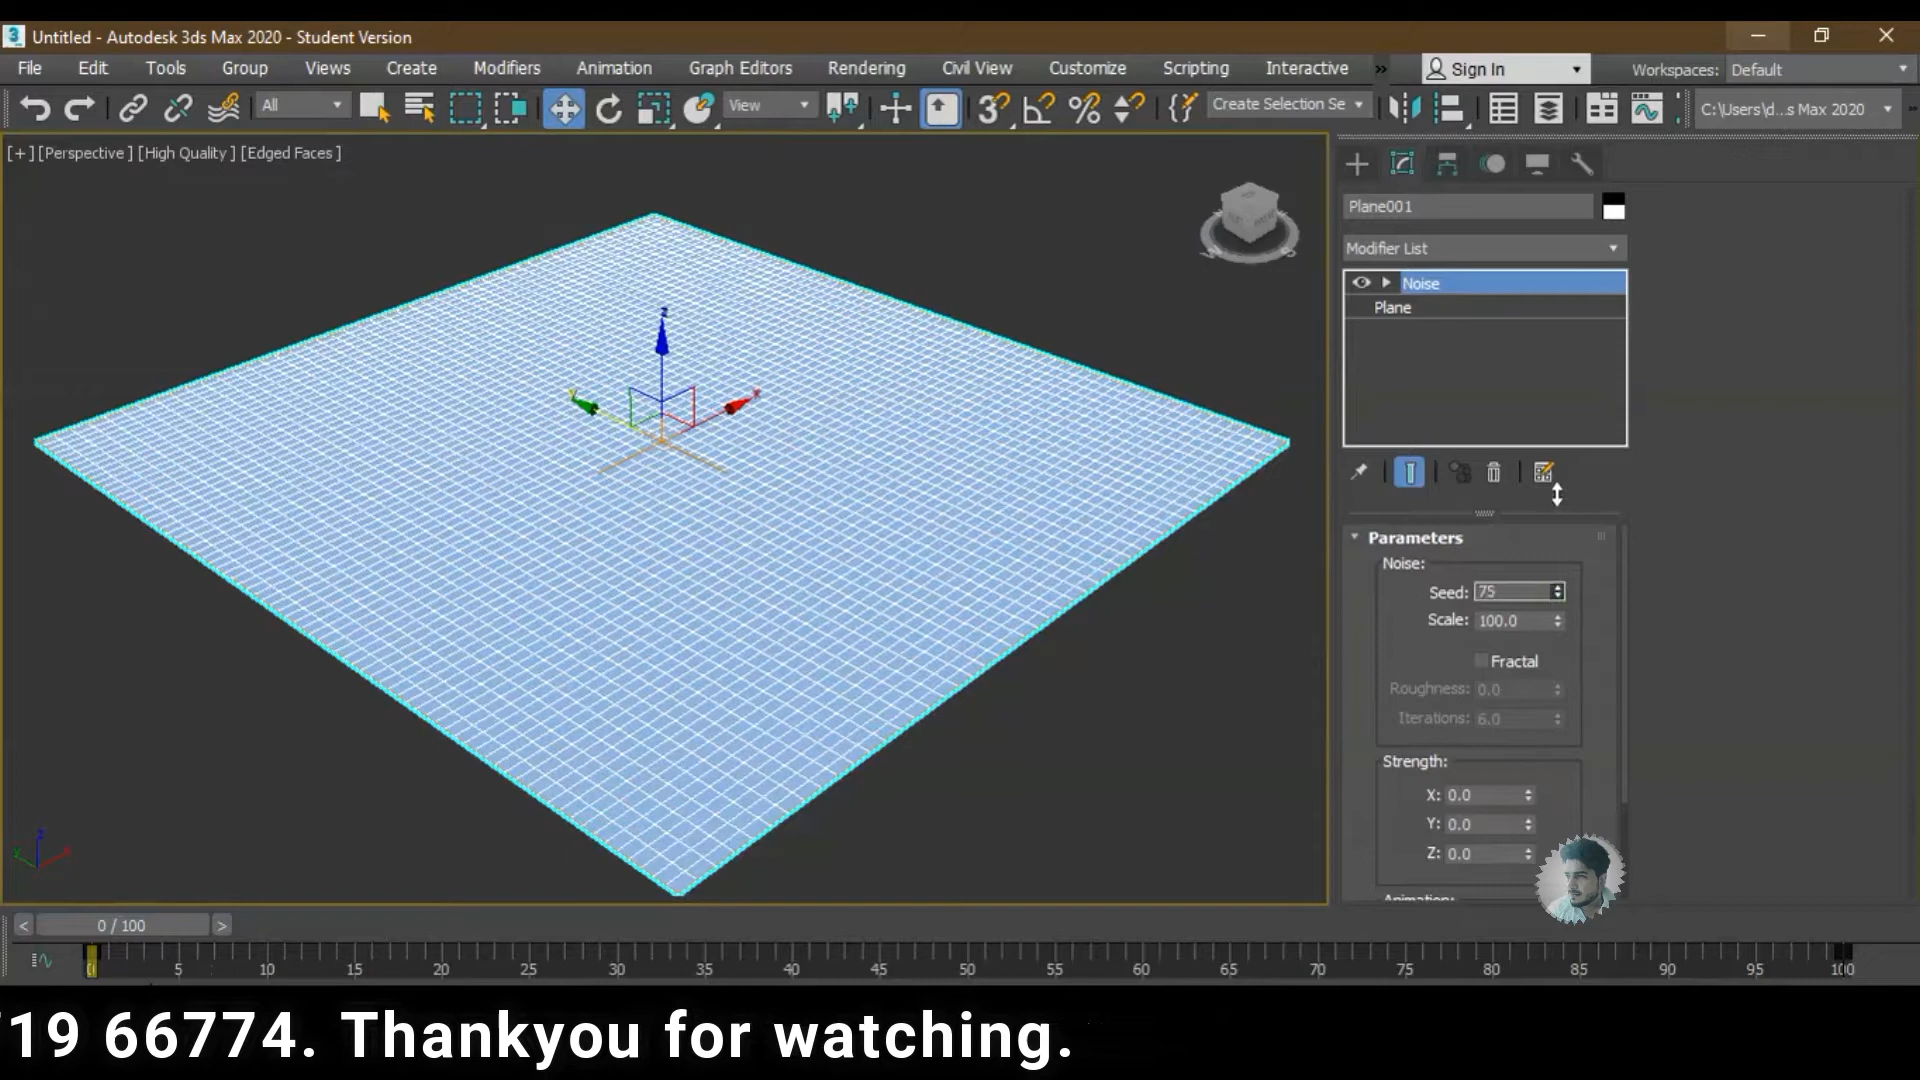 Untitled - Autodesk 3ds Max 2020 - Student Version
File Edit Tools Group Views Create Modifiers Animation Graph Editors Rendering Civil View Customize Scripting Interactive » Sign In Workspaces: Default
All View Create Selection Se C:\Users\d...s Max 2020
[+] [Perspective ] [High Quality ] [Edged Faces ]
Plane001
Modifier List
Noise
Plane
Parameters
Noise:
Seed: 75
Scale: 100.0
Fractal
Roughness: 0.0
Iterations: 6.0
Strength:
X: 0.0
Y: 0.0
Z: 0.0
Animation:
z
y
x
< 0 / 100 >
0 5 10 15 20 25 30 35 40 45 50 55 60 65 70 75 80 85 90 95 100
19 66774. Thankyou for watching.